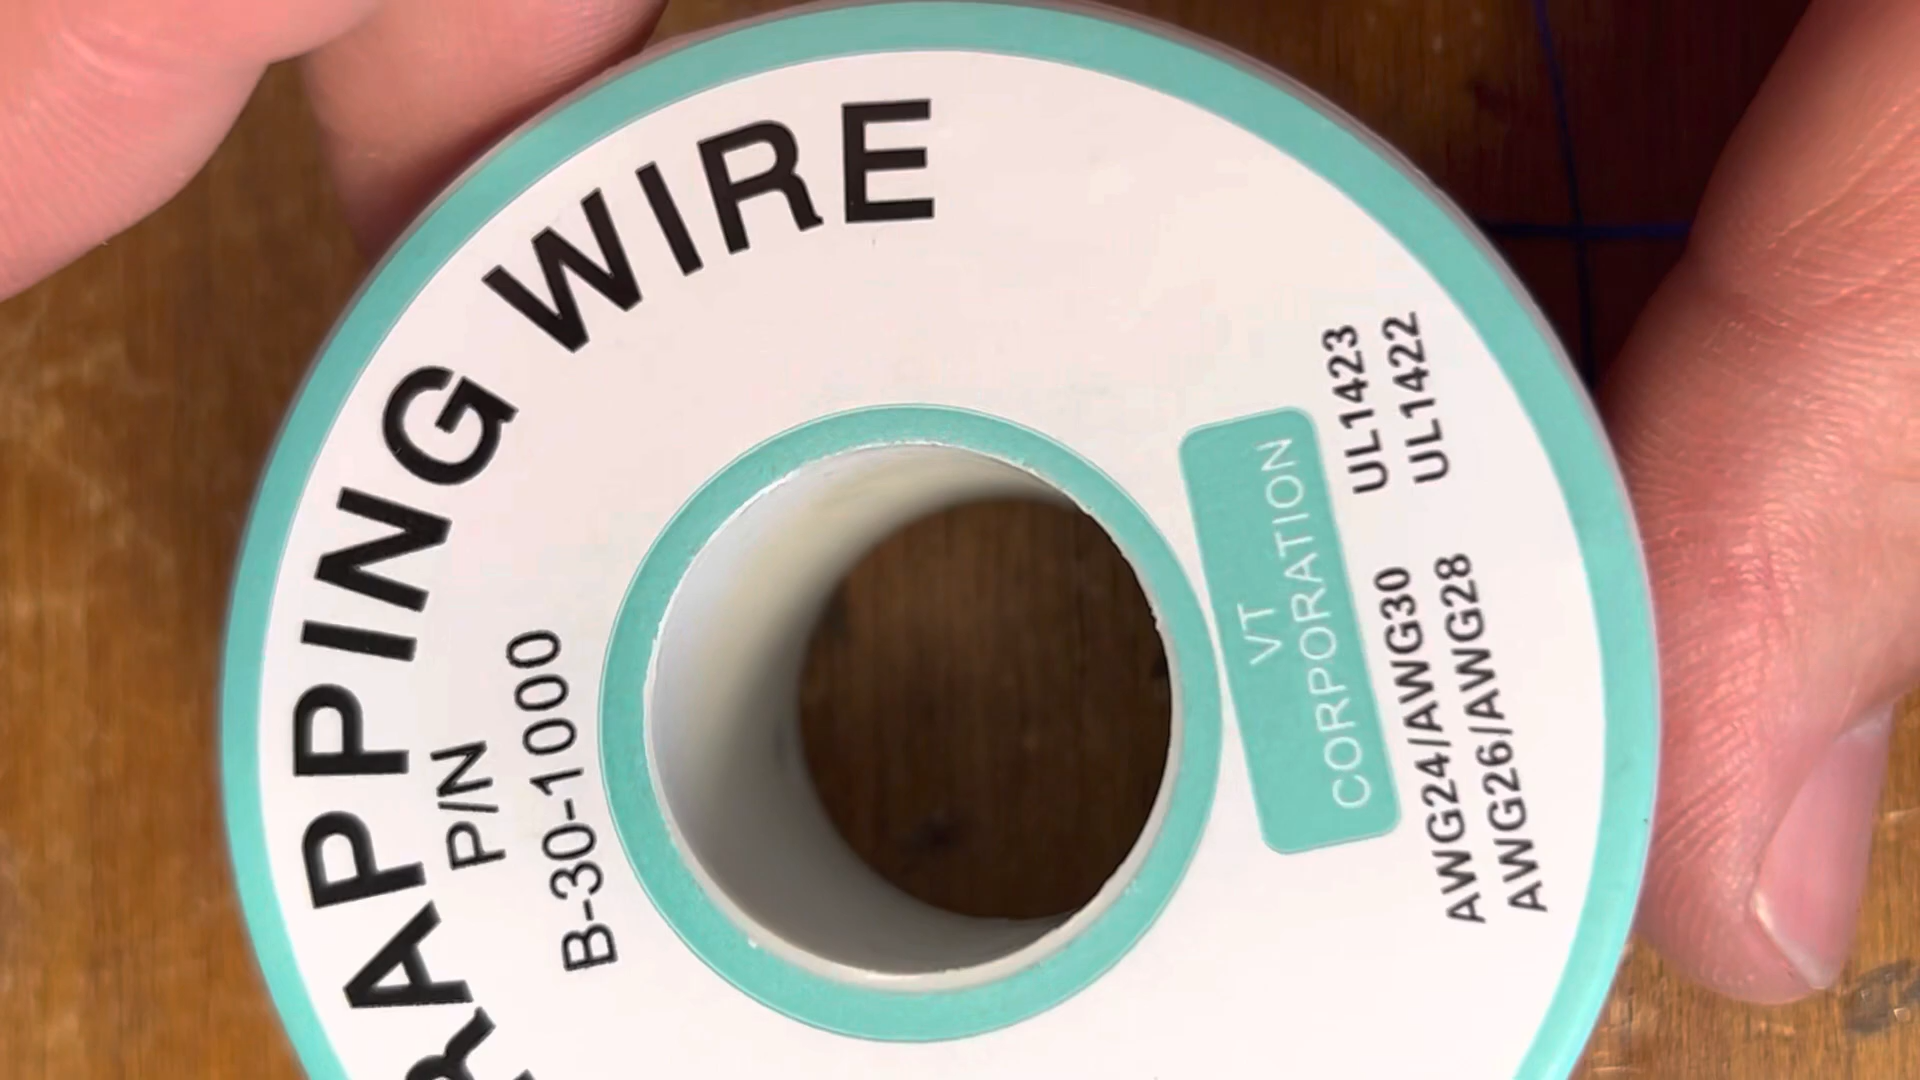 RAPPING WIRE
P/N
B-30-1000
VT
CORPORATION
AWG24/AWG30 UL1423
AWG26/AWG28 UL1422